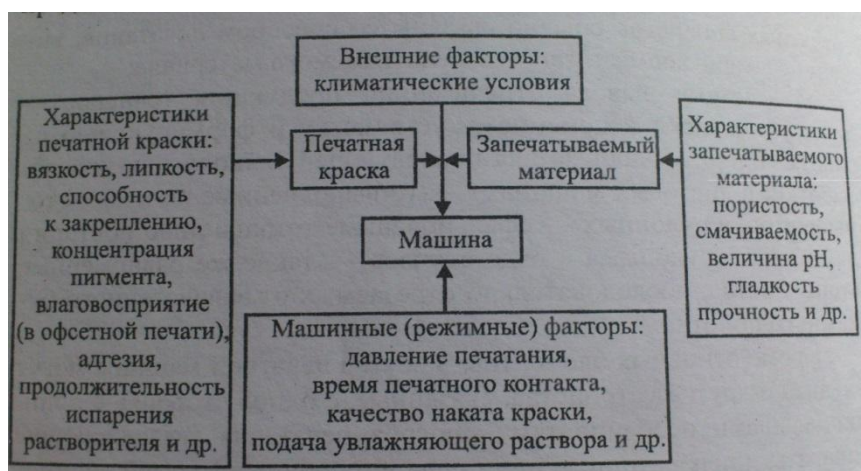 Внешние факторы:
климатические условия
Характеристики
печатной краски:
вязкость, липкость,
способность
к закреплению,
концентрация
пигмента,
влаговосприятие
(в офсетной печати),
адгезия,
продолжительность
испарения
растворителя и др.
Печатная
краска
Запечатываемый
материал
Характеристики
запечатываемого
материала:
пористость,
смачиваемость,
величина pH,
гладкость
прочность и др.
Машина
Машинные (режимные) факторы:
давление печатания,
время печатного контакта,
качество наката краски,
подача увлажняющего раствора и др.